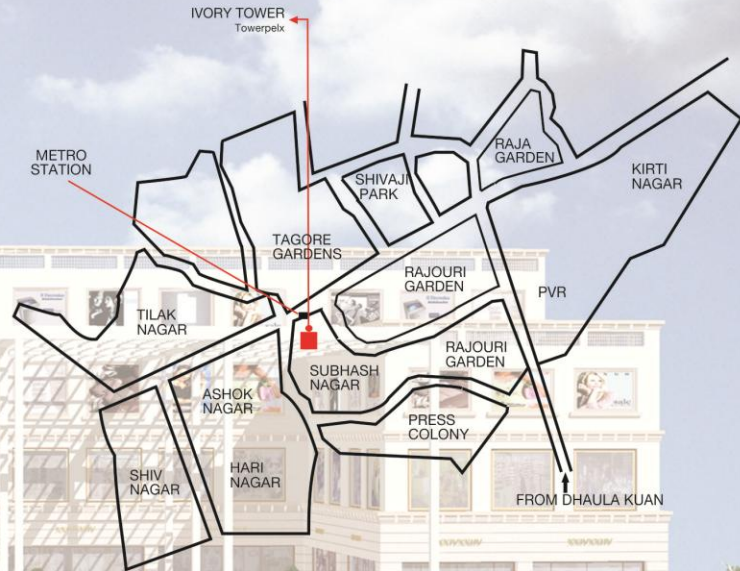 IVORY TOWER
Towerpelx
METRO
STATION
RAJA
GARDEN
SHIVAJI
PARK
KIRTI
NAGAR
TAGORE
GARDENS
RAJOURI
GARDEN
PVR
TILAK
NAGAR
RAJOURI
GARDEN
SUBHASH
NAGAR
ASHOK
NAGAR
PRESS
COLONY
SHIV
NAGAR
HARI
NAGAR
FROM DHAULA KUAN